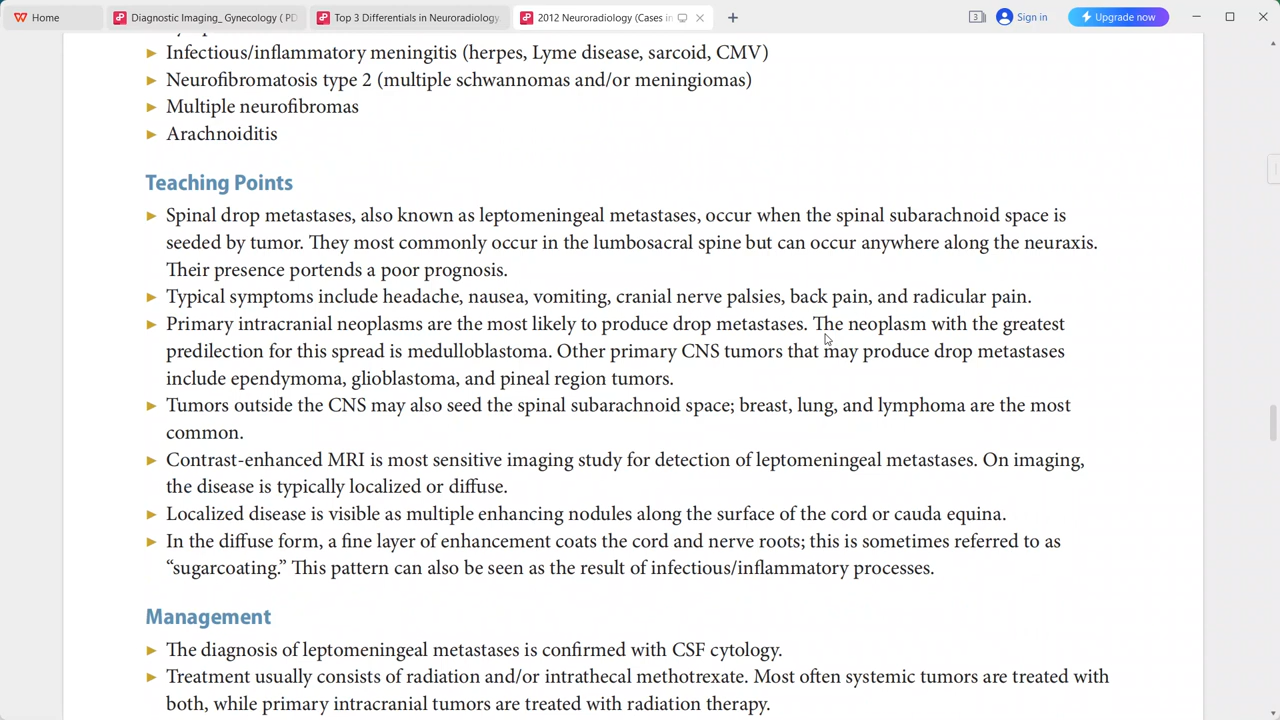 Home
Diagnostic Imaging_ Gynecology ( PD
Top 3 Differentials in Neuroradiology
2012 Neuroradiology (Cases in
3
Sign in
Upgrade now
► Infectious/inflammatory meningitis (herpes, Lyme disease, sarcoid, CMV)
► Neurofibromatosis type 2 (multiple schwannomas and/or meningiomas)
► Multiple neurofibromas
► Arachnoiditis
Teaching Points
► Spinal drop metastases, also known as leptomeningeal metastases, occur when the spinal subarachnoid space is
seeded by tumor. They most commonly occur in the lumbosacral spine but can occur anywhere along the neuraxis.
Their presence portends a poor prognosis.
► Typical symptoms include headache, nausea, vomiting, cranial nerve palsies, back pain, and radicular pain.
► Primary intracranial neoplasms are the most likely to produce drop metastases. The neoplasm with the greatest
predilection for this spread is medulloblastoma. Other primary CNS tumors that may produce drop metastases
include ependymoma, glioblastoma, and pineal region tumors.
► Tumors outside the CNS may also seed the spinal subarachnoid space; breast, lung, and lymphoma are the most
common.
► Contrast-enhanced MRI is most sensitive imaging study for detection of leptomeningeal metastases. On imaging,
the disease is typically localized or diffuse.
► Localized disease is visible as multiple enhancing nodules along the surface of the cord or cauda equina.
► In the diffuse form, a fine layer of enhancement coats the cord and nerve roots; this is sometimes referred to as
“sugarcoating.” This pattern can also be seen as the result of infectious/inflammatory processes.
Management
► The diagnosis of leptomeningeal metastases is confirmed with CSF cytology.
► Treatment usually consists of radiation and/or intrathecal methotrexate. Most often systemic tumors are treated with
both, while primary intracranial tumors are treated with radiation therapy.